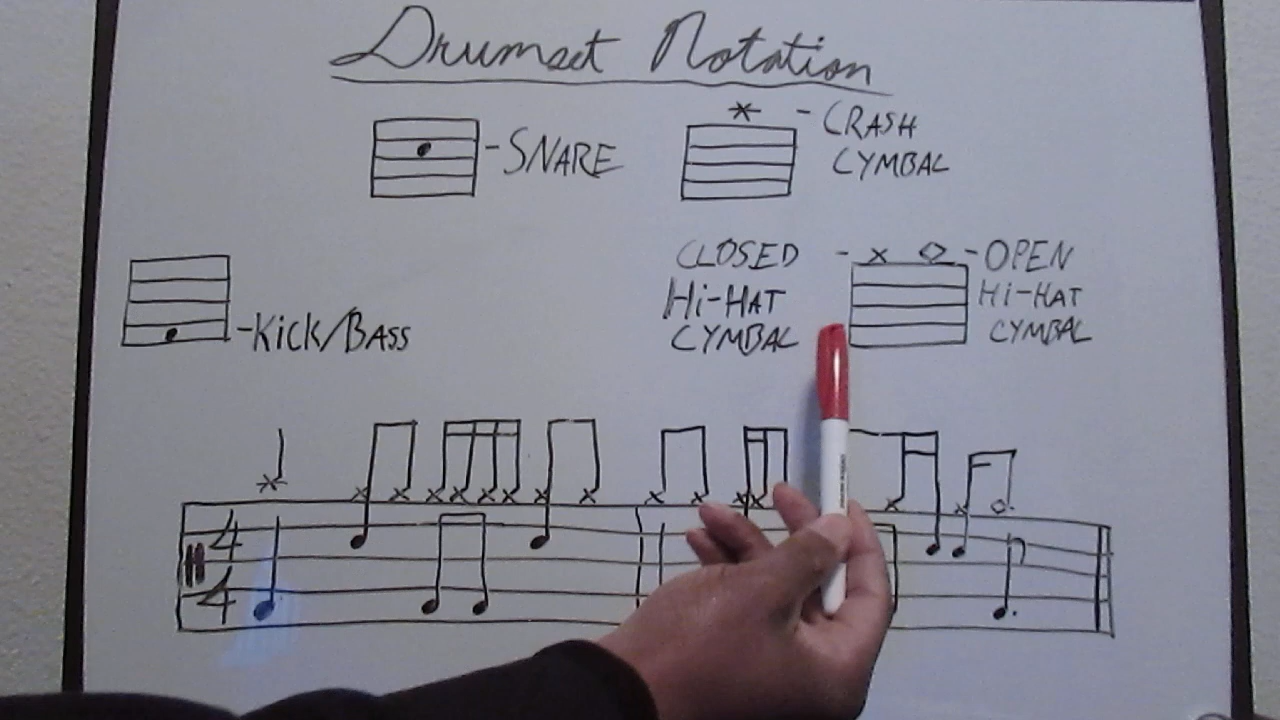 Drumset Notation
-SNARE
- CRASH
CYMBAL
-Kick/BASS
CLOSED -
Hi-HAT
CYMBAL
-OPEN
Hi-HAT
CYMBAL
4
4